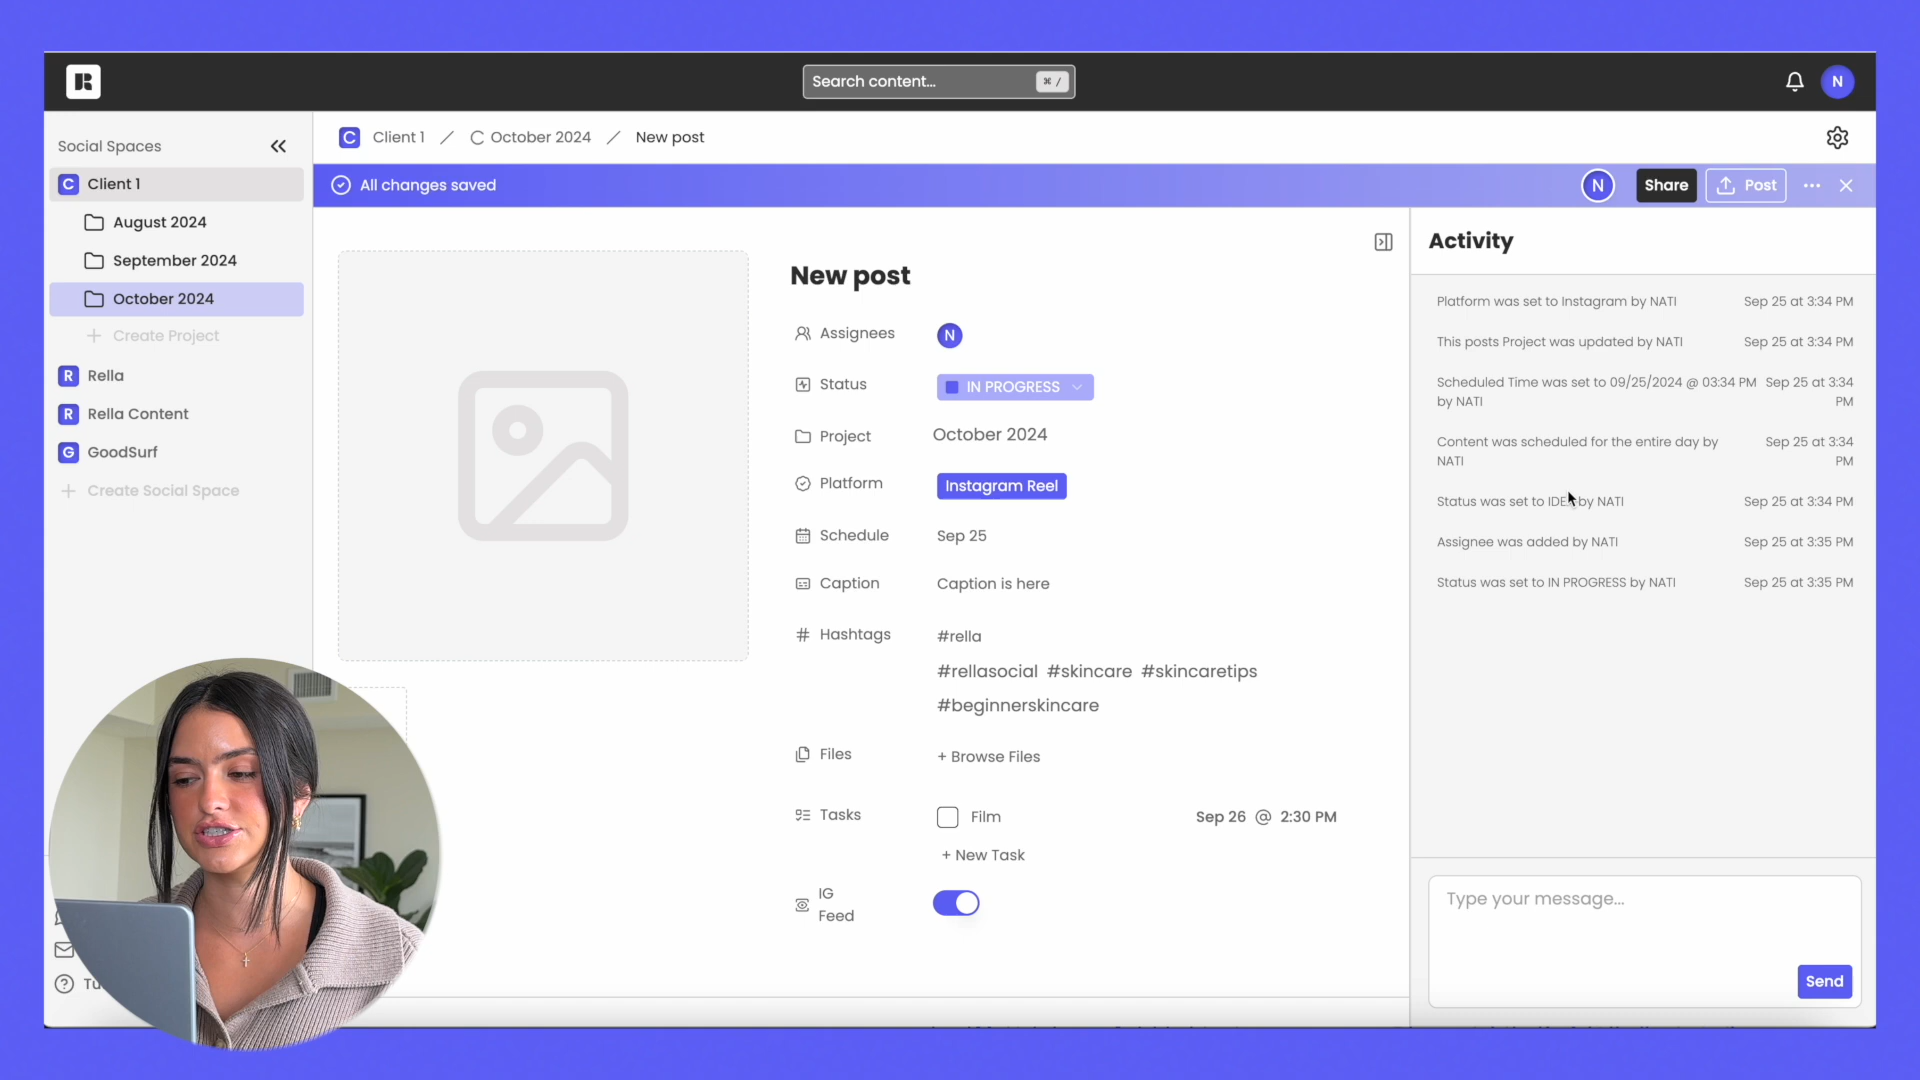 Search content...
⌘ /
N
Social Spaces
C Client 1
August 2024
September 2024
October 2024
+ Create Project
R Rella
R Rella Content
G GoodSurf
+ Create Social Space
C Client 1 / C October 2024 / New post
All changes saved
N
Share
Post
New post
Assignees N
Status IN PROGRESS
Project October 2024
Platform Instagram Reel
Schedule Sep 25
Caption Caption is here
Hashtags #rella
#rellasocial #skincare #skincaretips
#beginnerskincare
Files + Browse Files
Tasks Film Sep 26 @ 2:30 PM
+ New Task
IG
Feed
Activity
Platform was set to Instagram by NATI Sep 25 at 3:34 PM
This posts Project was updated by NATI Sep 25 at 3:34 PM
Scheduled Time was set to 09/25/2024 @ 03:34 PM Sep 25 at 3:34
by NATI PM
Content was scheduled for the entire day by Sep 25 at 3:34
NATI PM
Status was set to IDEA by NATI Sep 25 at 3:34 PM
Assignee was added by NATI Sep 25 at 3:35 PM
Status was set to IN PROGRESS by NATI Sep 25 at 3:35 PM
Type your message...
Send